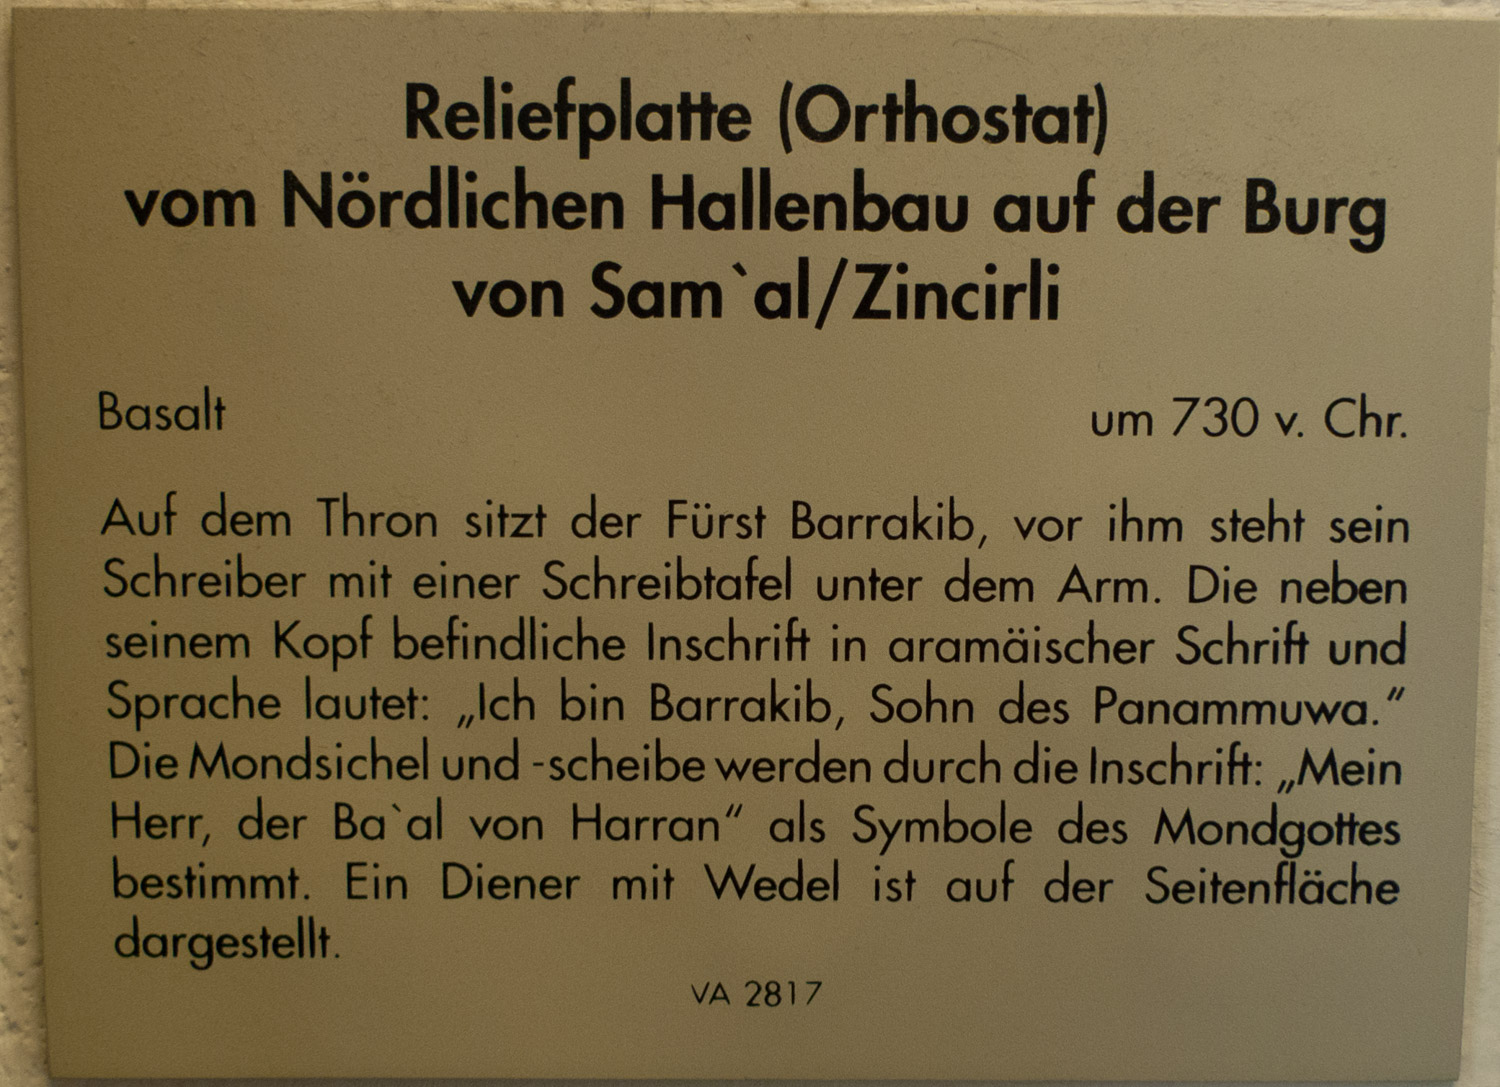 Reliefplatte (Orthostat)
vom Nördlichen Hallenbau auf der Burg
von Sam`al/Zincirli
Basalt um 730 v. Chr.
Auf dem Thron sitzt der Fürst Barrakib, vor ihm steht sein
Schreiber mit einer Schreibtafel unter dem Arm. Die neben
seinem Kopf befindliche Inschrift in aramäischer Schrift und
Sprache lautet: „Ich bin Barrakib, Sohn des Panammuwa.“
Die Mondsichel und -scheibe werden durch die Inschrift: „Mein
Herr, der Ba`al von Harran“ als Symbole des Mondgottes
bestimmt. Ein Diener mit Wedel ist auf der Seitenfläche
dargestellt.
VA 2817